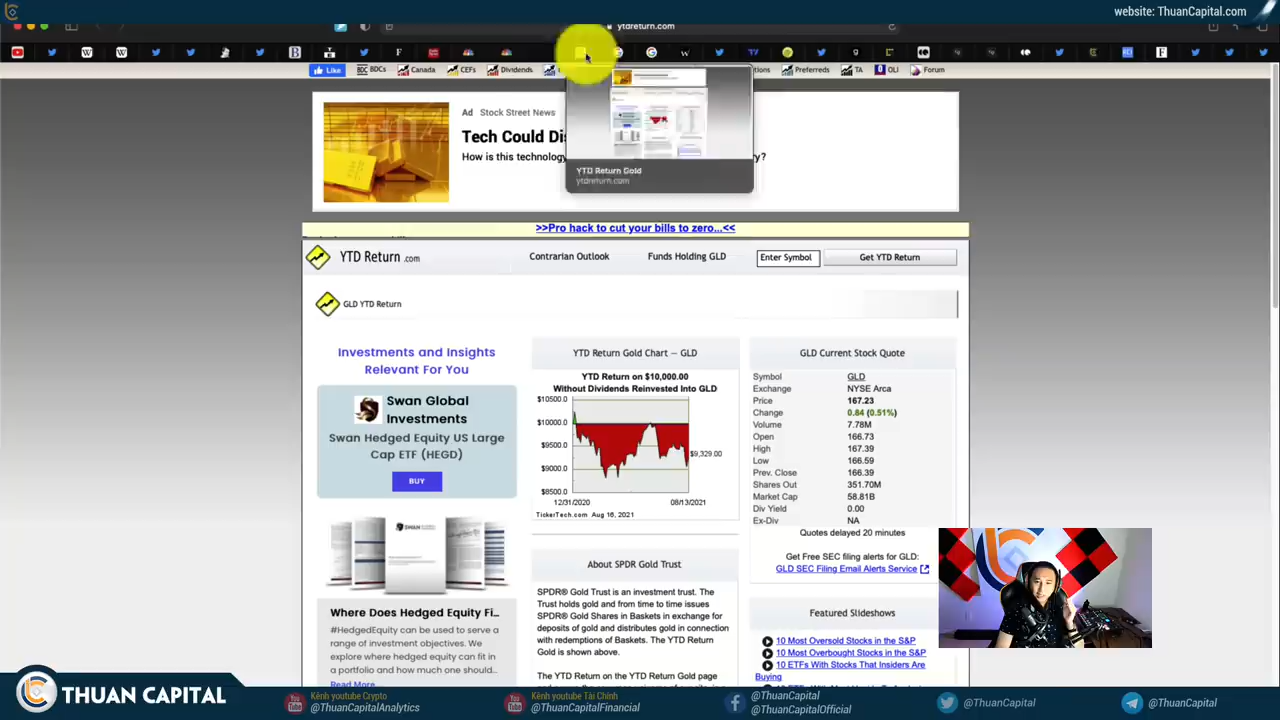 website: ThuanCapital.com
ytdreturn.com
Like
BDCs
Canada
CEFs
Dividends
Preferreds
TA
OLI
Forum
Ad Stock Street News
Tech Could Dis
How is this technology
y?
YTD Return Gold
ytdreturn.com
>>Pro hack to cut your bills to zero...<<
YTD Return .com
Contrarian Outlook
Funds Holding GLD
Enter Symbol
Get YTD Return
GLD YTD Return
Investments and Insights
Relevant For You
Swan Global
Investments
Swan Hedged Equity US Large
Cap ETF (HEGD)
BUY
SWAN
Where Does Hedged Equity Fi...
#HedgedEquity can be used to serve a
range of investment objectives. We
explore where hedged equity can fit in
a portfolio and how much one should...
Read More
YTD Return Gold Chart – GLD
YTD Return on $10,000.00
Without Dividends Reinvested Into GLD
$10500.0
$10000.0
$9500.0
$9000.0
$8500.0
$9,329.00
12/31/2020
08/13/2021
TickerTech.com Aug 16, 2021
About SPDR Gold Trust
SPDR® Gold Trust is an investment trust. The
Trust holds gold and from time to time issues
SPDR® Gold Shares in Baskets in exchange for
deposits of gold and distributes gold in connection
with redemptions of Baskets. The YTD Return
Gold is shown above.
The YTD Return on the YTD Return Gold
GLD Current Stock Quote
Symbol GLD
Exchange NYSE Arca
Price 167.23
Change 0.84 (0.51%)
Volume 7.78M
Open 166.73
High 167.39
Low 166.59
Prev. Close 166.39
Shares Out 351.70M
Market Cap 58.81B
Div Yield 0.00
Ex-Div NA
Quotes delayed 20 minutes
Get Free SEC filing alerts for GLD:
GLD SEC Filing Email Alerts Service
Featured Slideshows
10 Most Oversold Stocks in the S&P
10 Most Overbought Stocks in the S&P
10 ETFs With Stocks That Insiders Are
Buying
THUAN CAPITAL
Kênh youtube Crypto
@ThuanCapitalAnalytics
Kênh youtube Tài Chính
@ThuanCapitalFinancial
@ThuanCapital
@ThuanCapitalOfficial
@ThuanCapital
@ThuanCapital